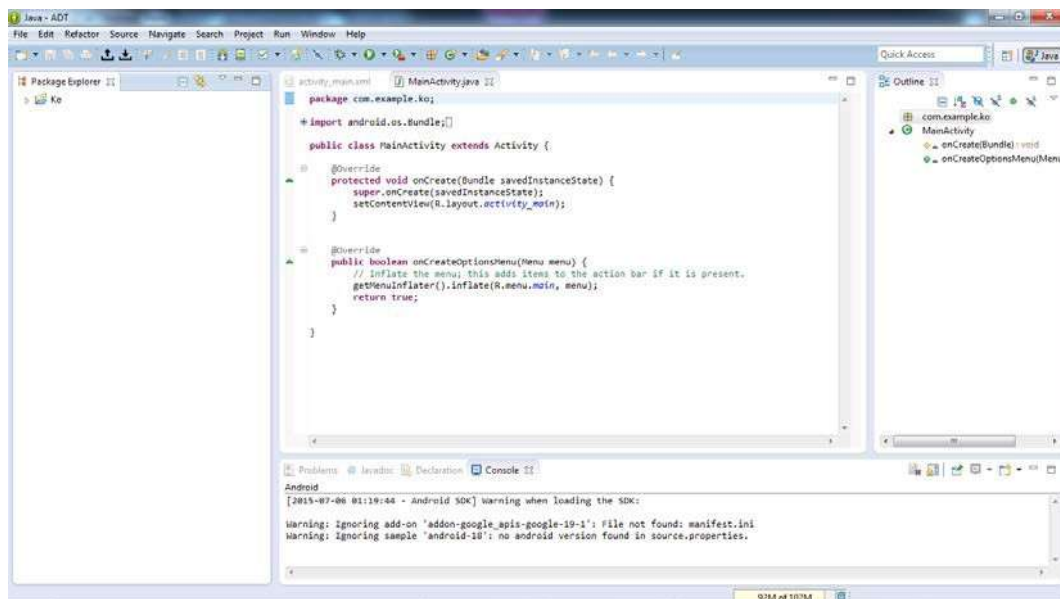 Java - ADT
File Edit Refactor Source Navigate Search Project Run Window Help
Quick Access
Java
Package Explorer
Ke
activity_main.xml
MainActivity.java
package com.example.ko;
import android.os.Bundle;
public class MainActivity extends Activity {
@Override
protected void onCreate(Bundle savedInstanceState) {
super.onCreate(savedInstanceState);
setContentView(R.layout.activity_main);
}
@Override
public boolean onCreateOptionsMenu(Menu menu) {
// Inflate the menu; this adds items to the action bar if it is present.
getMenuInflater().inflate(R.menu.main, menu);
return true;
}
}
Outline
com.example.ko
MainActivity
onCreate(Bundle) : void
onCreateOptionsMenu(Menu
Problems Javadoc Declaration Console
Android
[2015-07-06 01:19:44 - Android SDK] Warning when loading the SDK:
Warning: Ignoring add-on 'addon-google_apis-google-19-1': File not found: manifest.ini
Warning: Ignoring sample 'android-18': no android version found in source.properties.
92M of 102M